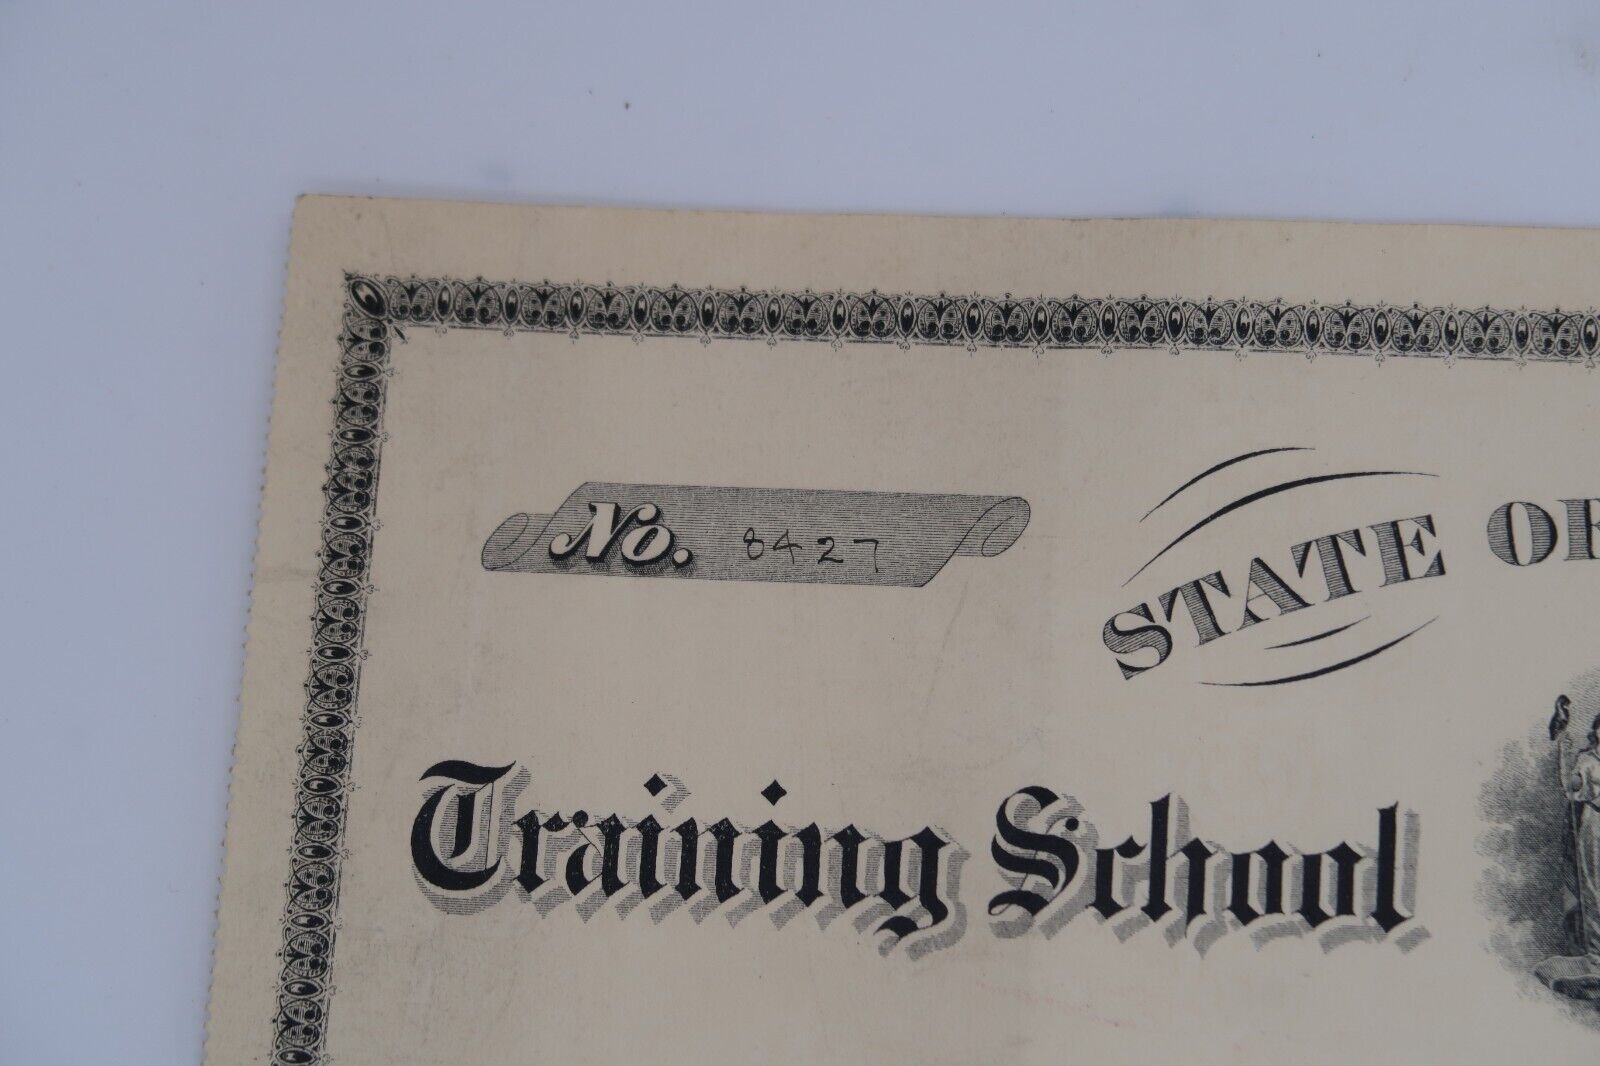 No. 8427
STATE OF
Training School